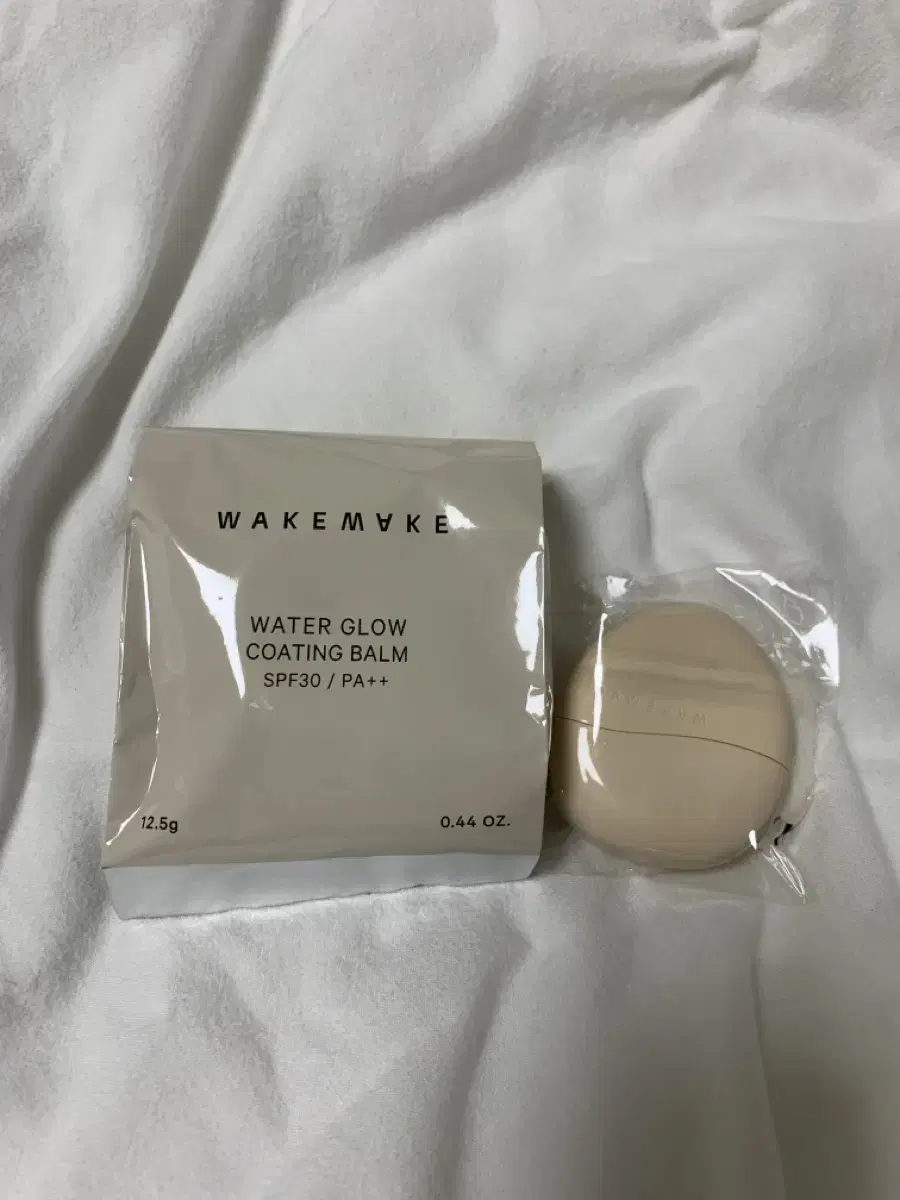 WAKEMAKE
WATER GLOW
COATING BALM
SPF30 / PA++
12.5g
0.44 OZ.